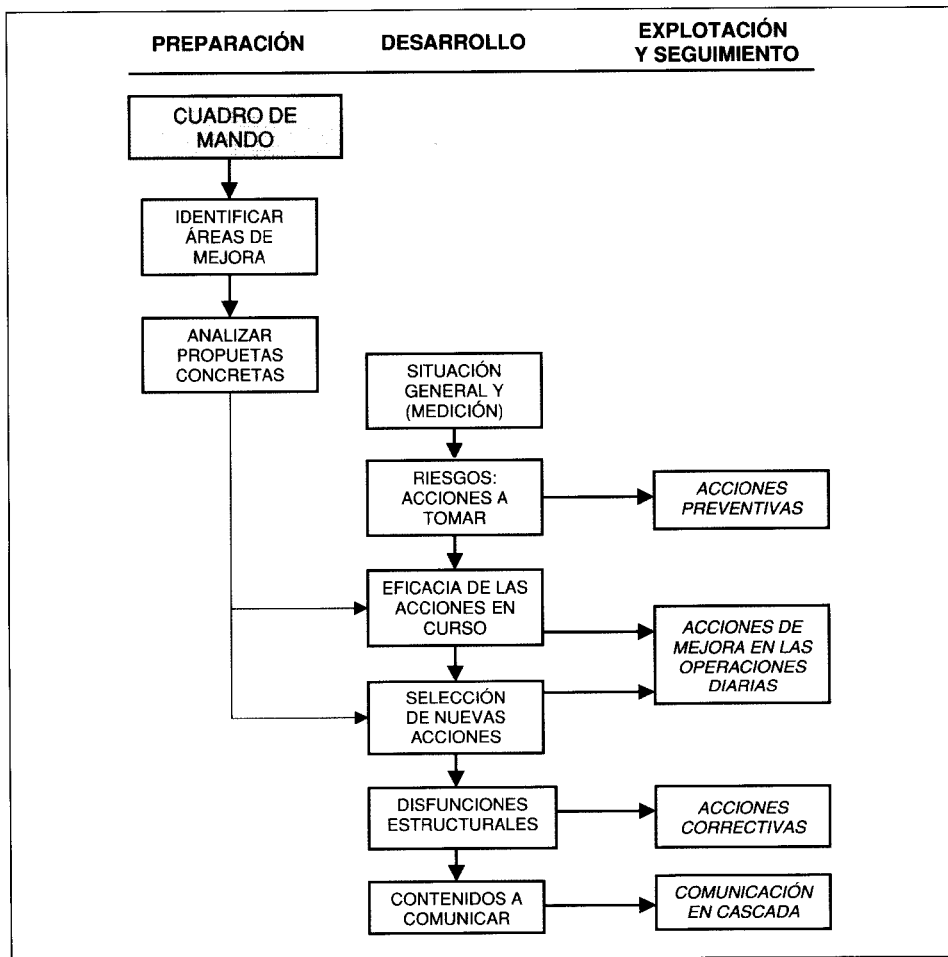 PREPARACIÓN
DESARROLLO
EXPLOTACIÓN
Y SEGUIMIENTO
CUADRO DE
MANDO
IDENTIFICAR
ÁREAS DE
MEJORA
ANALIZAR
PROPUETAS
CONCRETAS
SITUACIÓN
GENERAL Y
(MEDICIÓN)
RIESGOS:
ACCIONES A
TOMAR
ACCIONES
PREVENTIVAS
EFICACIA DE LAS
ACCIONES EN
CURSO
ACCIONES DE
MEJORA EN LAS
OPERACIONES
DIARIAS
SELECCIÓN
DE NUEVAS
ACCIONES
DISFUNCIONES
ESTRUCTURALES
ACCIONES
CORRECTIVAS
CONTENIDOS A
COMUNICAR
COMUNICACIÓN
EN CASCADA